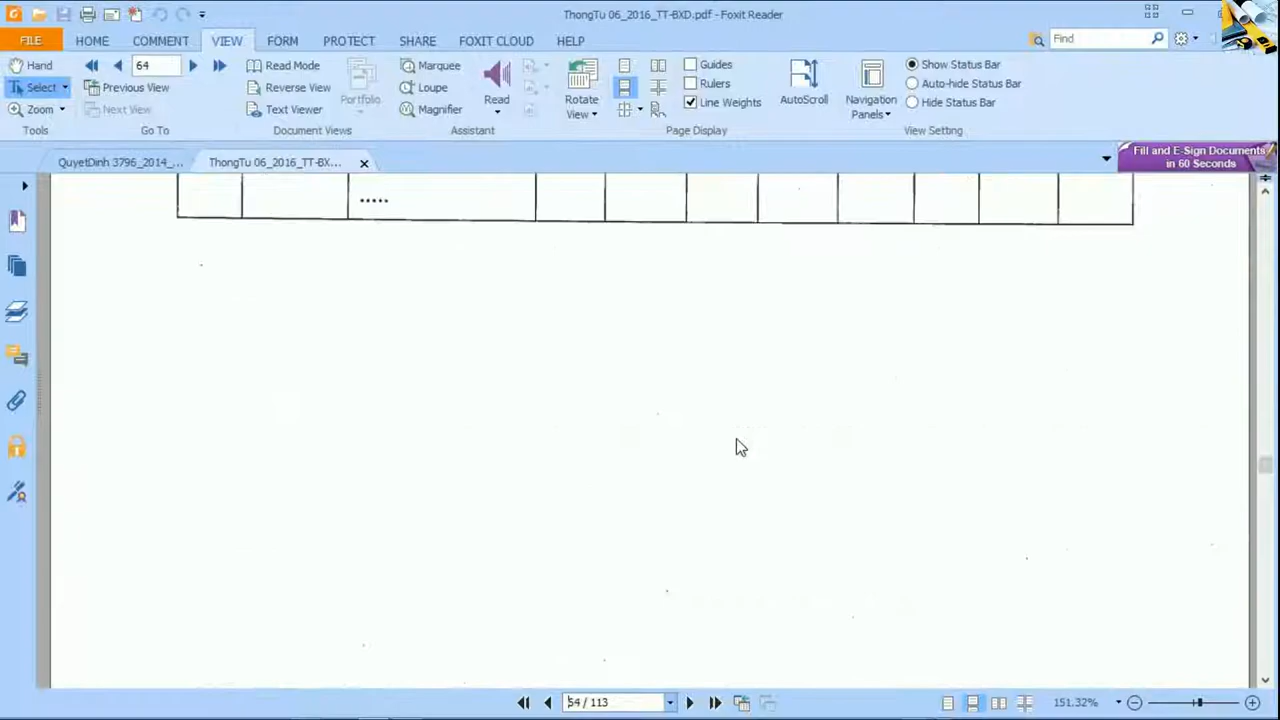 ThongTu 06_2016_TT-BXD.pdf - Foxit Reader
FILE HOME COMMENT VIEW FORM PROTECT SHARE FOXIT CLOUD HELP Find
Hand 64 Read Mode Marquee Guides Show Status Bar
Select Previous View Reverse View Loupe Rulers Auto-hide Status Bar
Zoom Next View Text Viewer Portfolio Magnifier Read Rotate View Line Weights AutoScroll Navigation Panels Hide Status Bar
Tools Go To Document Views Assistant Page Display View Setting
QuyetDinh 3796_2014_... ThongTu 06_2016_TT-BX... Fill and E-Sign Documents
in 60 Seconds
.....
54 / 113 151.32%